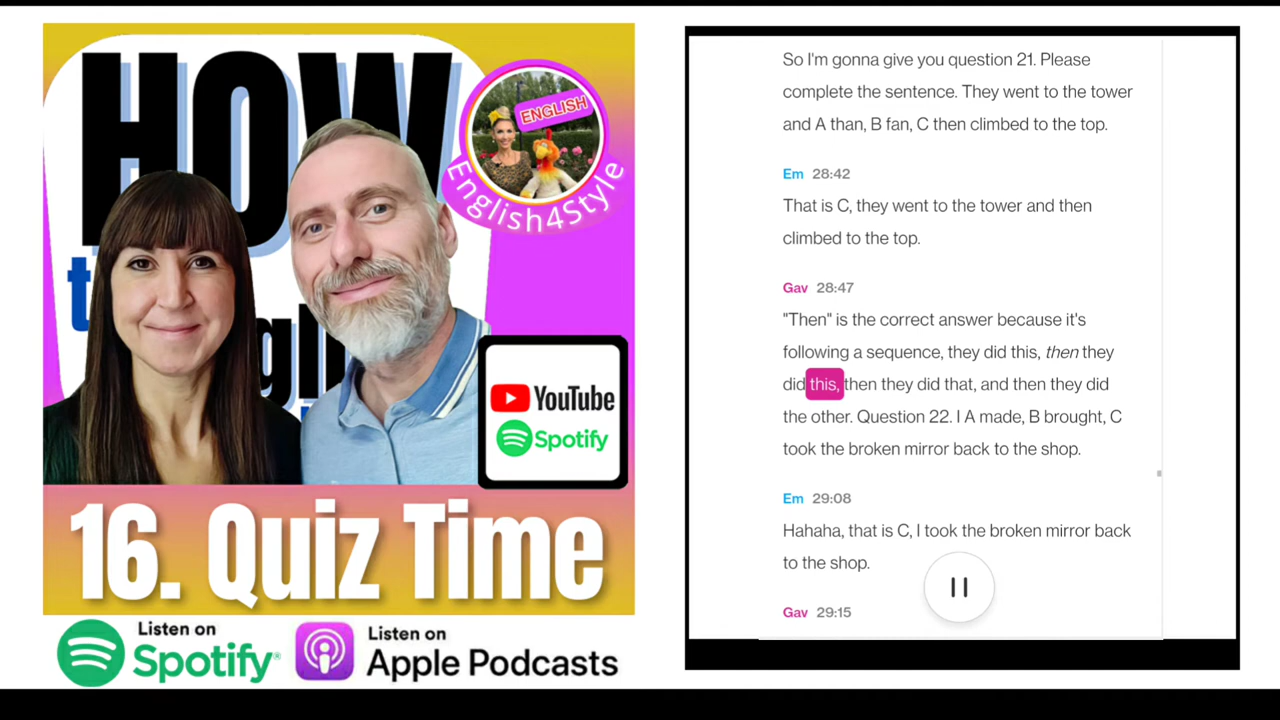 HOW
ENGLISH
English4Style
YouTube
Spotify
16. Quiz Time
Listen on
Spotify
Listen on
Apple Podcasts
So I'm gonna give you question 21. Please
complete the sentence. They went to the tower
and A than, B fan, C then climbed to the top.
Em 28:42
That is C, they went to the tower and then
climbed to the top.
Gav 28:47
"Then" is the correct answer because it's
following a sequence, they did this, then they
did this, then they did that, and then they did
the other. Question 22. I A made, B brought, C
took the broken mirror back to the shop.
Em 29:08
Hahaha, that is C, I took the broken mirror back
to the shop.
Gav 29:15